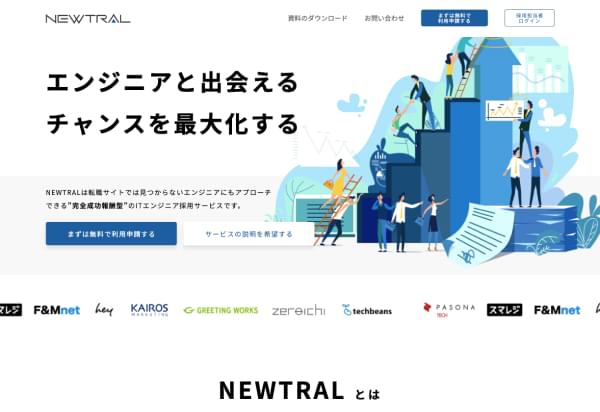 NEWTRAL
資料のダウンロード
お問い合わせ
まずは無料で
利用申請する
採用担当者
ログイン
エンジニアと出会える
チャンスを最大化する
NEWTRALは転職サイトでは見つからないエンジニアにもアプローチ
できる"完全成功報酬型"のITエンジニア採用サービスです。
まずは無料で利用申請する
サービスの説明を希望する
スマレジ
F&Mnet
hey
KAIROS
MARKETING
GREETING WORKS
zeroichi
techbeans
PASONA
TECH
スマレジ
F&Mnet
NEWTRAL とは